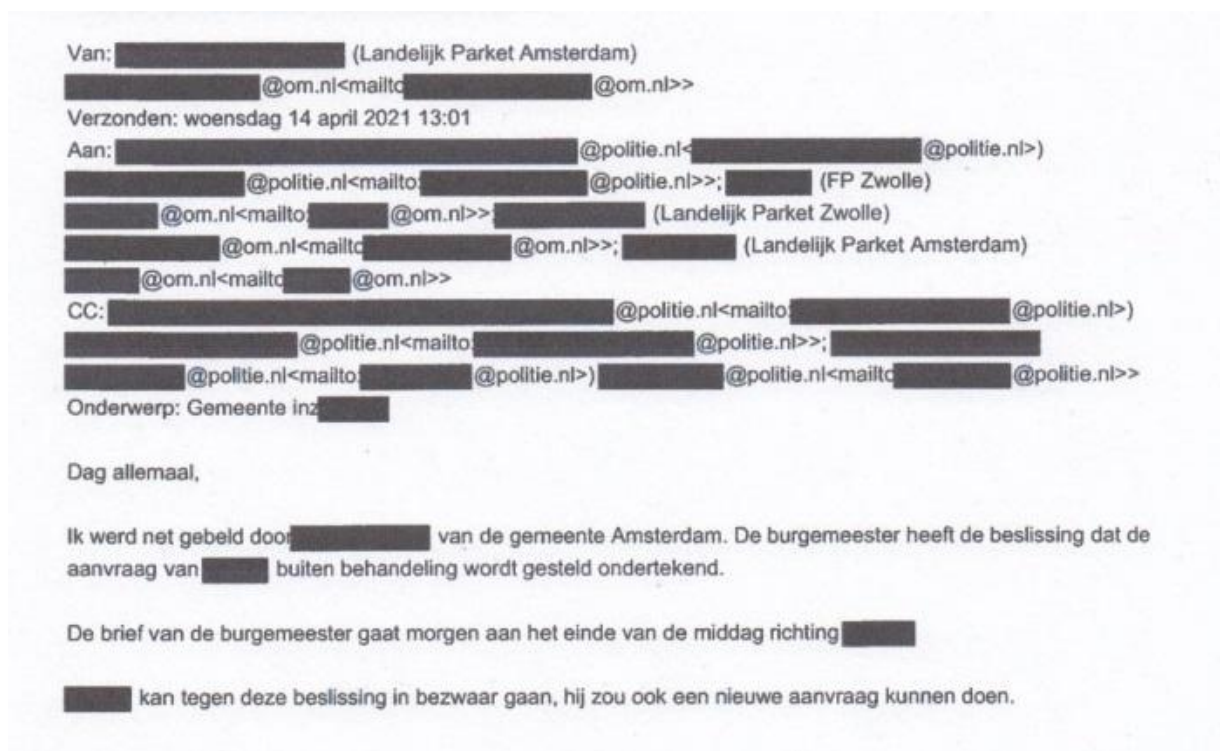 Van: (Landelijk Parket Amsterdam)
@om.nl<mailto @om.nl>>
Verzonden: woensdag 14 april 2021 13:01
Aan: @politie.nl< @politie.nl>)
@politie.nl<mailto: @politie.nl>>; (FP Zwolle)
@om.nl<mailto: @om.nl>>; (Landelijk Parket Zwolle)
@om.nl<mailto @om.nl>>; (Landelijk Parket Amsterdam)
@om.nl<mailto @om.nl>>
CC: @politie.nl<mailto: @politie.nl>)
@politie.nl<mailto: @politie.nl>>;
@politie.nl<mailto: @politie.nl>) @politie.nl<mailto @politie.nl>>
Onderwerp: Gemeente inz
Dag allemaal,
Ik werd net gebeld door van de gemeente Amsterdam. De burgemeester heeft de beslissing dat de
aanvraag van buiten behandeling wordt gesteld ondertekend.
De brief van de burgemeester gaat morgen aan het einde van de middag richting
kan tegen deze beslissing in bezwaar gaan, hij zou ook een nieuwe aanvraag kunnen doen.